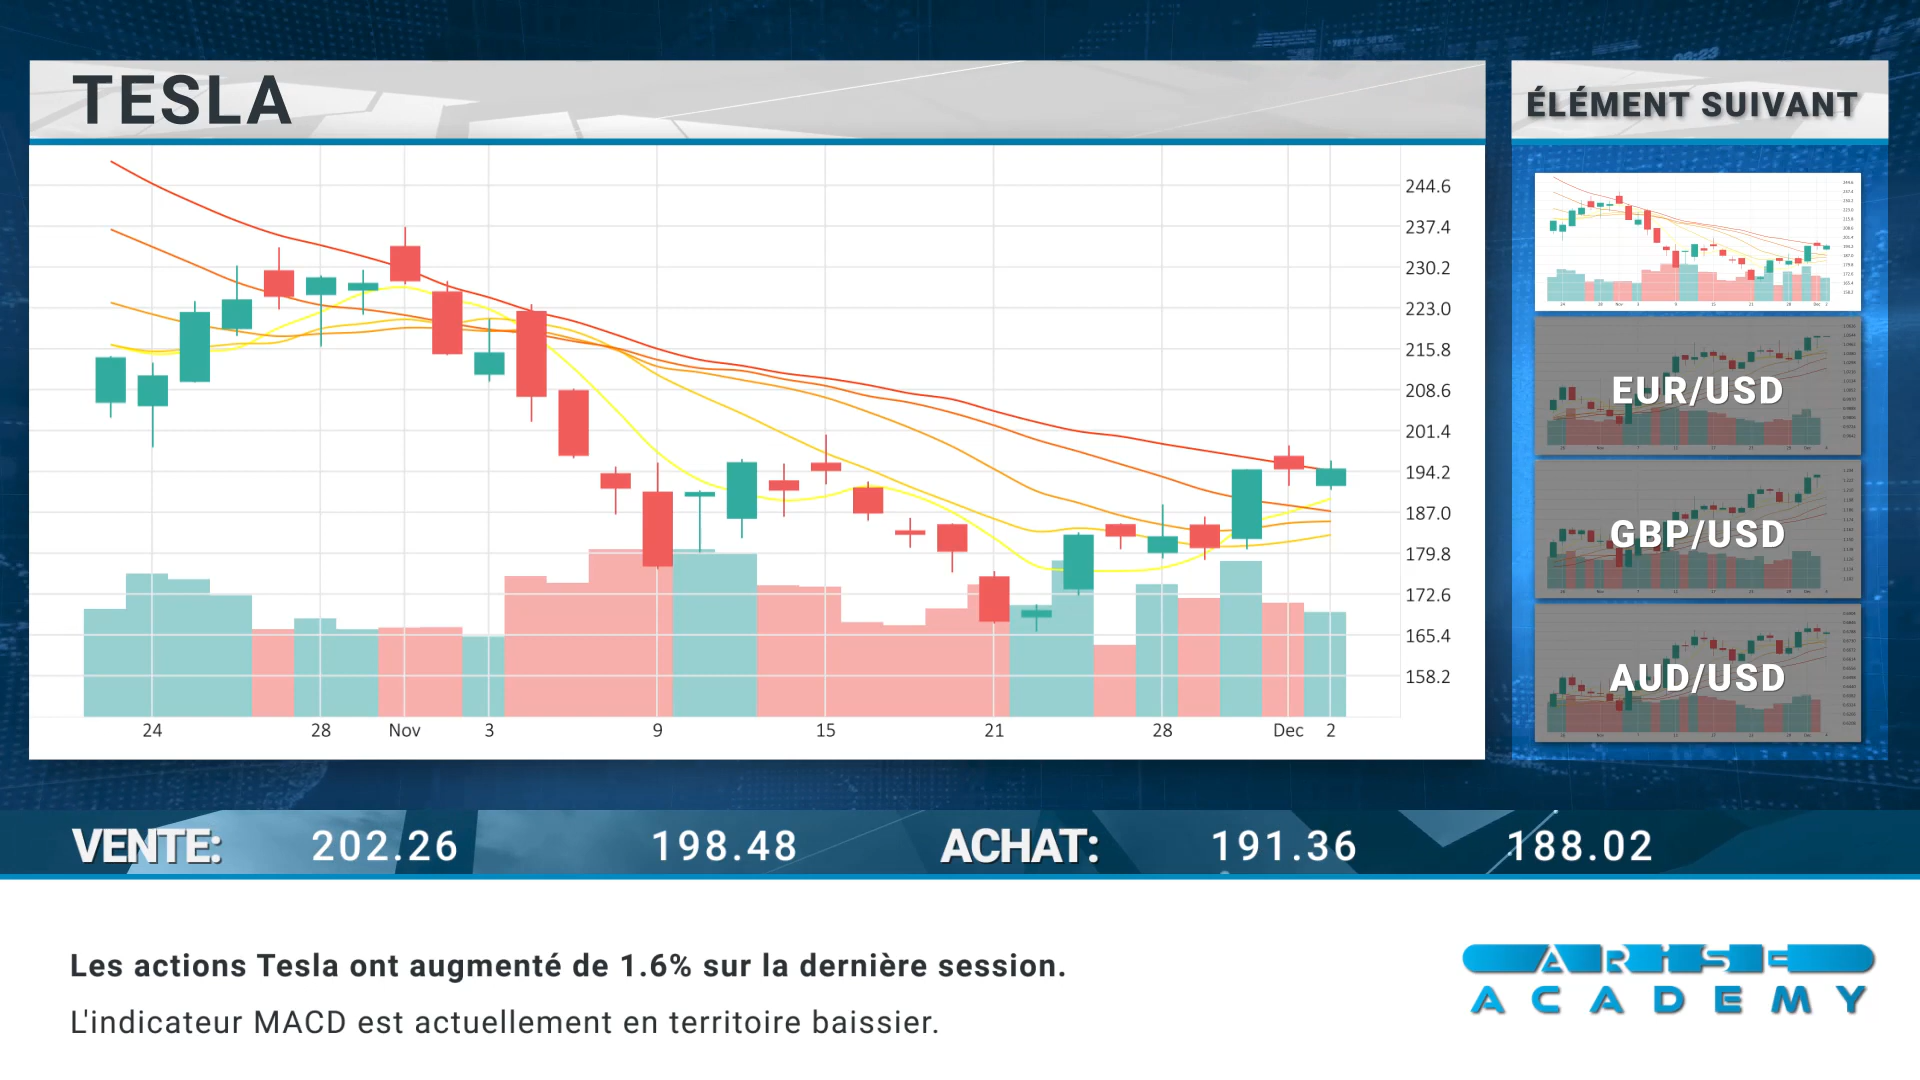 TESLA
ÉLÉMENT SUIVANT
244.6
237.4
230.2
223.0
215.8
208.6
201.4
194.2
187.0
179.8
172.6
165.4
158.2
24 28 Nov 3 9 15 21 28 Dec 2
EUR/USD
GBP/USD
AUD/USD
VENTE: 202.26 198.48 ACHAT: 191.36 188.02
Les actions Tesla ont augmenté de 1.6% sur la dernière session.
L'indicateur MACD est actuellement en territoire baissier.
ARISE
ACADEMY